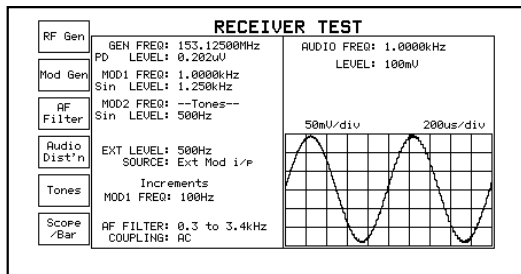 RECEIVER TEST
RF Gen
Mod Gen
AF
Filter
Audio
Dist'n
Tones
Scope
/Bar
GEN FREQ: 153.12500MHz
PD LEVEL: 0.202uV
MOD1 FREQ: 1.0000kHz
Sin LEVEL: 1.250kHz
MOD2 FREQ: --Tones--
Sin LEVEL: 500Hz
EXT LEVEL: 500Hz
SOURCE: Ext Mod i/p
Increments
MOD1 FREQ: 100Hz
AF FILTER: 0.3 to 3.4kHz
COUPLING: AC
AUDIO FREQ: 1.0000kHz
LEVEL: 100mV
50mV/div 200us/div